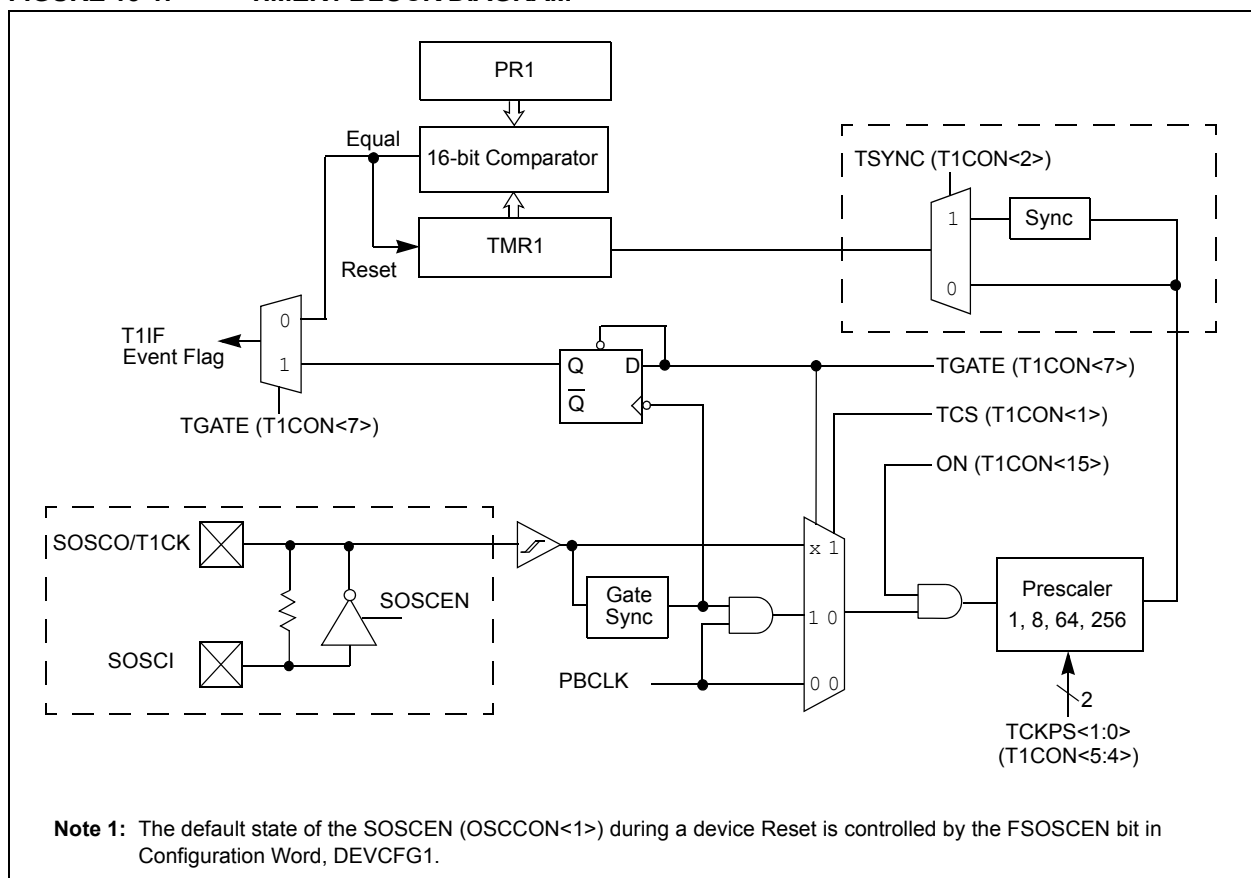 PR1
Equal
16-bit Comparator
TSYNC (T1CON<2>)
1
Sync
TMR1
Reset
0
0
T1IF
Event Flag
1
Q
D
Q
TGATE (T1CON<7>)
TGATE (T1CON<7>)
TCS (T1CON<1>)
ON (T1CON<15>)
SOSCO/T1CK
x 1
SOSCEN
Gate
Sync
1 0
Prescaler
1, 8, 64, 256
SOSCI
PBCLK
0 0
2
TCKPS<1:0>
(T1CON<5:4>)
Note 1: The default state of the SOSCEN (OSCCON<1>) during a device Reset is controlled by the FSOSCEN bit in
Configuration Word, DEVCFG1.